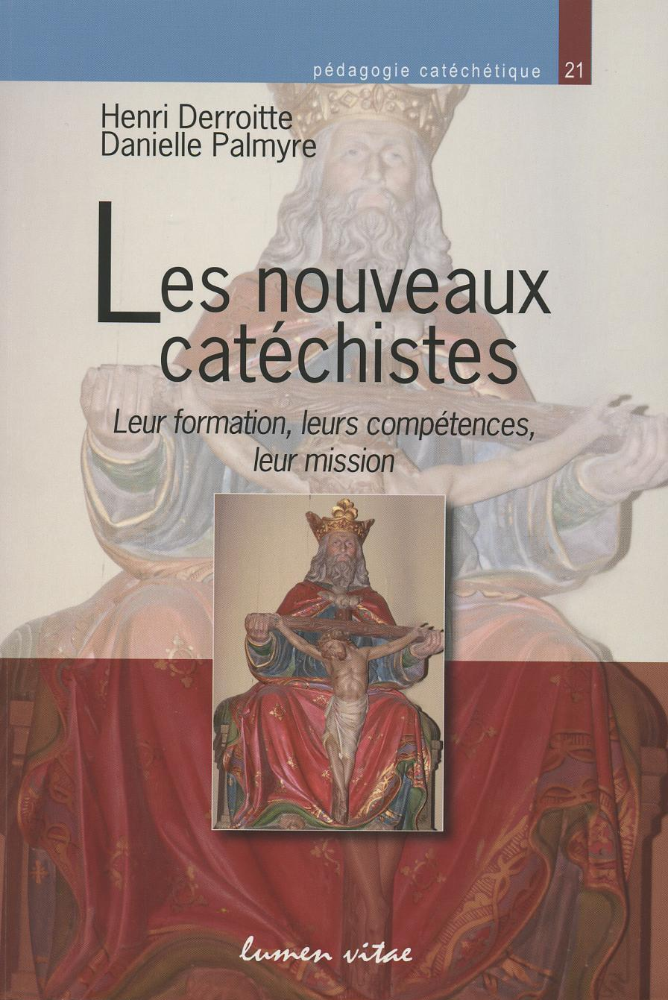 pédagogie catéchétique 21
Henri Derroitte
Danielle Palmyre
Les nouveaux
catéchistes
Leur formation, leurs compétences,
leur mission
lumen vitae